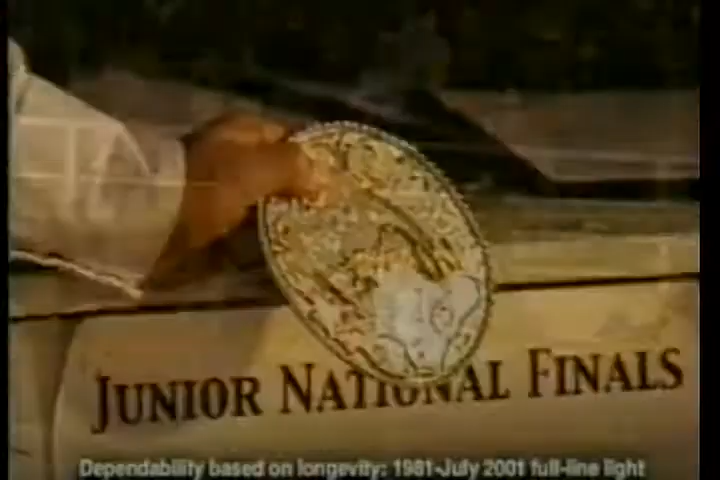 JUNIOR NATIONAL FINALS
Dependability based on longevity: 1981-July 2001 full-line light